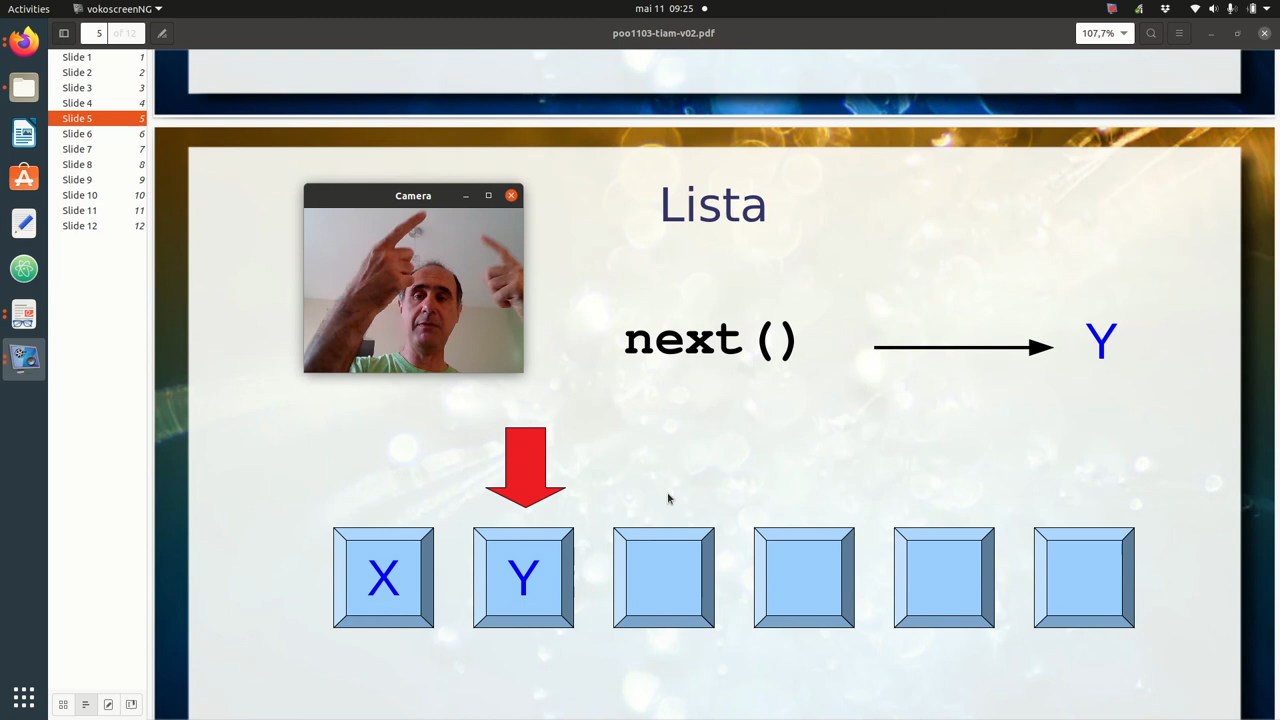 Activities
vokoscreenNG
mai 11 09:25
5
of 12
poo1103-tiam-v02.pdf
107,7%
Slide 1 1
Slide 2 2
Slide 3 3
Slide 4 4
Slide 5 5
Slide 6 6
Slide 7 7
Slide 8 8
Slide 9 9
Slide 10 10
Slide 11 11
Slide 12 12
Camera
Lista
next()
Y
X
Y